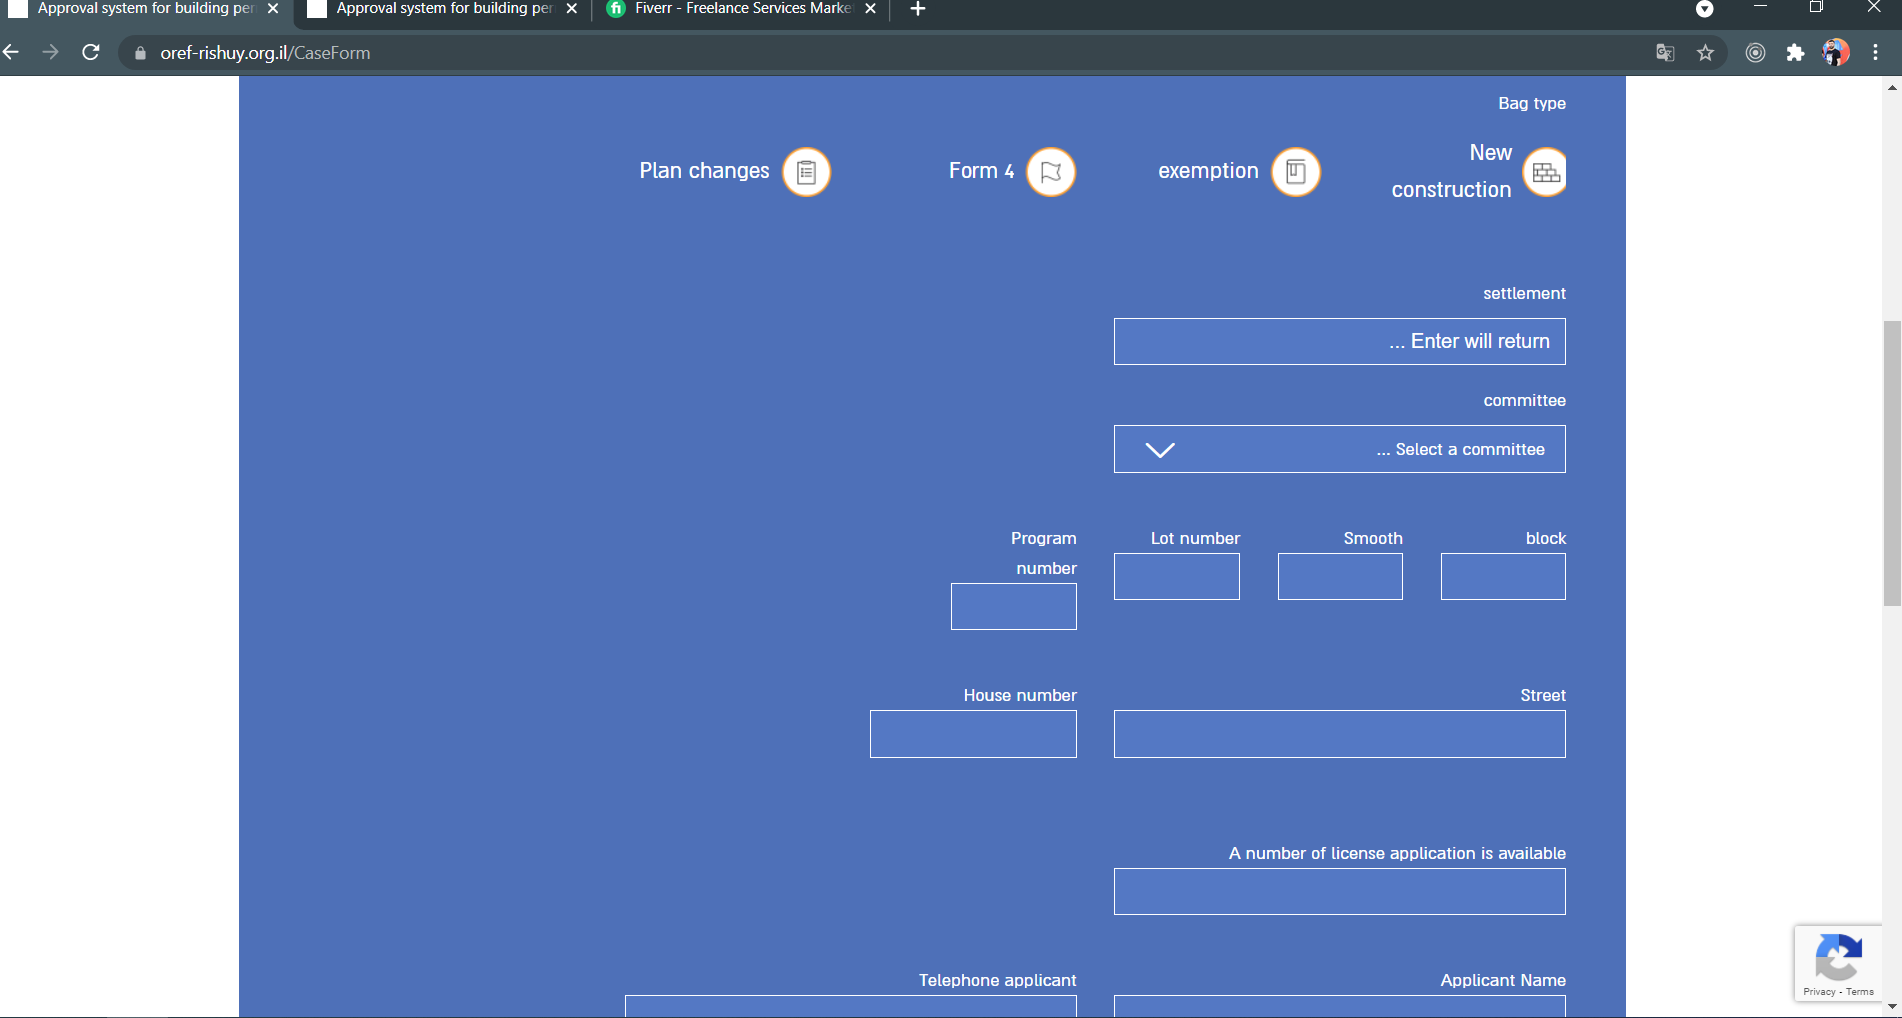 Approval system for building per
Approval system for building per
Fiverr - Freelance Services Marke
oref-rishuy.org.il/CaseForm
Bag type
New
construction
exemption
Form 4
Plan changes
settlement
... Enter will return
committee
... Select a committee
block
Smooth
Lot number
Program
number
Street
House number
A number of license application is available
Applicant Name
Telephone applicant
Privacy - Terms